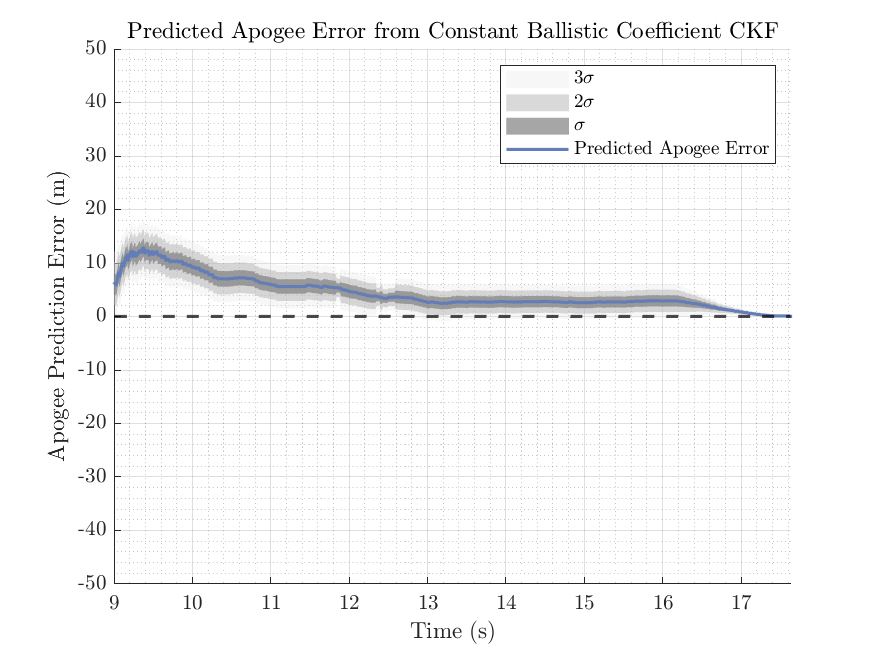 Predicted Apogee Error from Constant Ballistic Coefficient CKF
50
40
30
20
10
0
-10
-20
-30
-40
-50
Apogee Prediction Error (m)
3σ
2σ
σ
Predicted Apogee Error
9 10 11 12 13 14 15 16 17
Time (s)